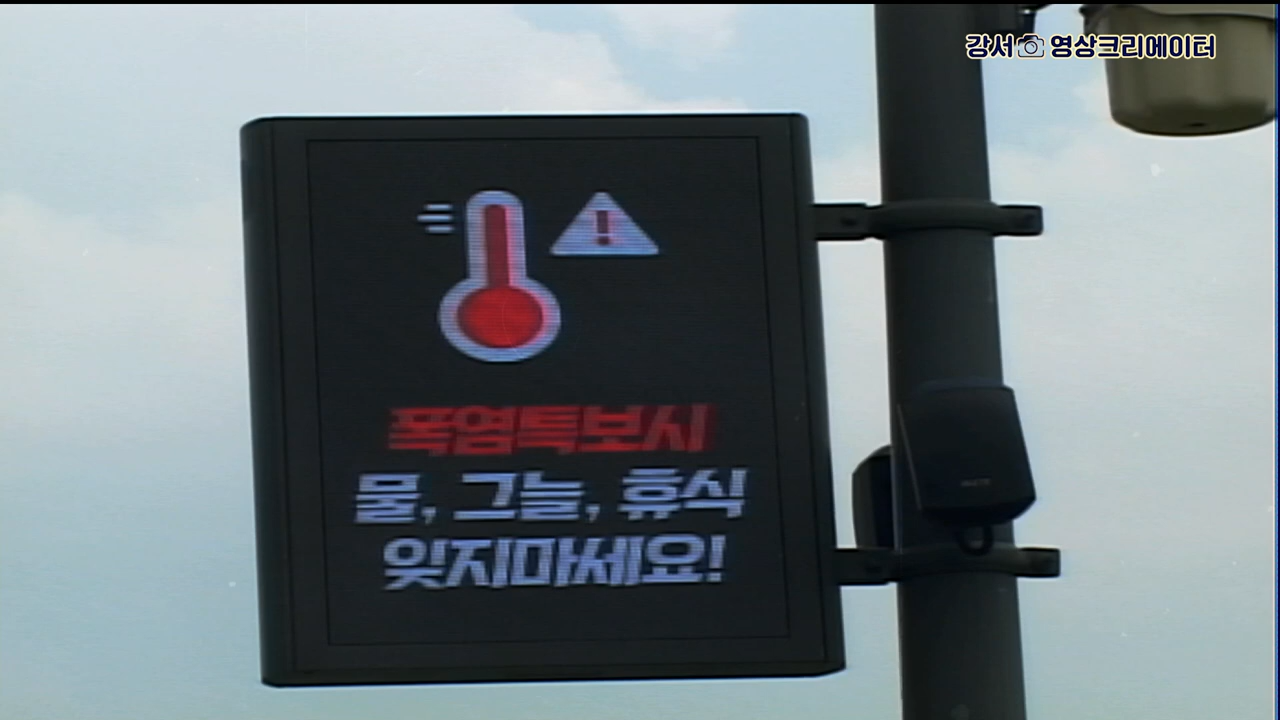 강서 영상크리에이터
폭염특보시
물, 그늘, 휴식
잊지마세요!